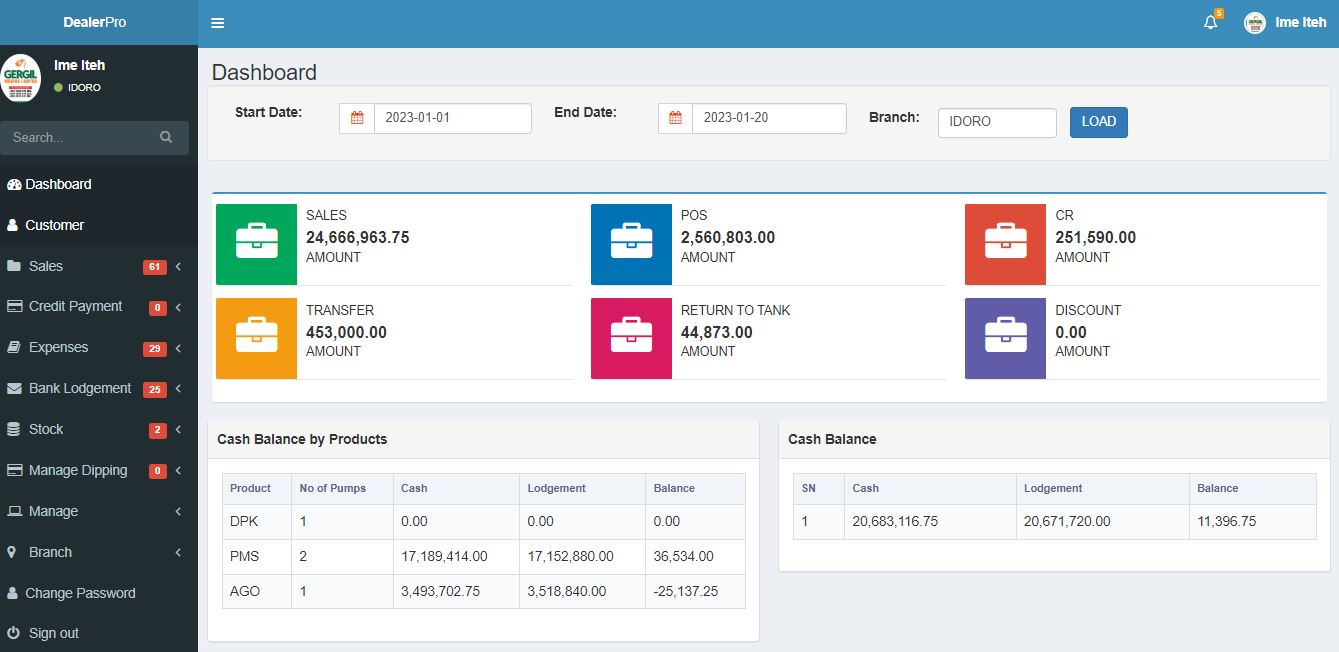 DealerPro
5
Ime Iteh
GERGIL
Ime Iteh
IDORO
Search...
Dashboard
Customer
Sales 61
Credit Payment 0
Expenses 29
Bank Lodgement 25
Stock 2
Manage Dipping 0
Manage
Branch
Change Password
Sign out
Dashboard
Start Date: 2023-01-01 End Date: 2023-01-20 Branch: IDORO LOAD
SALES
24,666,963.75
AMOUNT
POS
2,560,803.00
AMOUNT
CR
251,590.00
AMOUNT
TRANSFER
453,000.00
AMOUNT
RETURN TO TANK
44,873.00
AMOUNT
DISCOUNT
0.00
AMOUNT
Cash Balance by Products
Product No of Pumps Cash Lodgement Balance
DPK 1 0.00 0.00 0.00
PMS 2 17,189,414.00 17,152,880.00 36,534.00
AGO 1 3,493,702.75 3,518,840.00 -25,137.25
Cash Balance
SN Cash Lodgement Balance
1 20,683,116.75 20,671,720.00 11,396.75